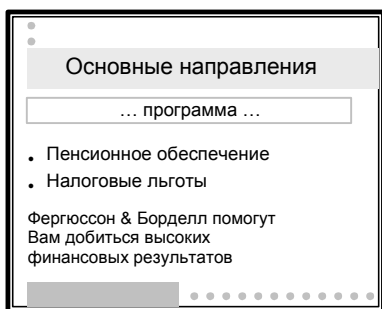 Основные направления
… программа …
• Пенсионное обеспечение
• Налоговые льготы
Фергюссон & Борделл помогут
Вам добиться высоких
финансовых результатов